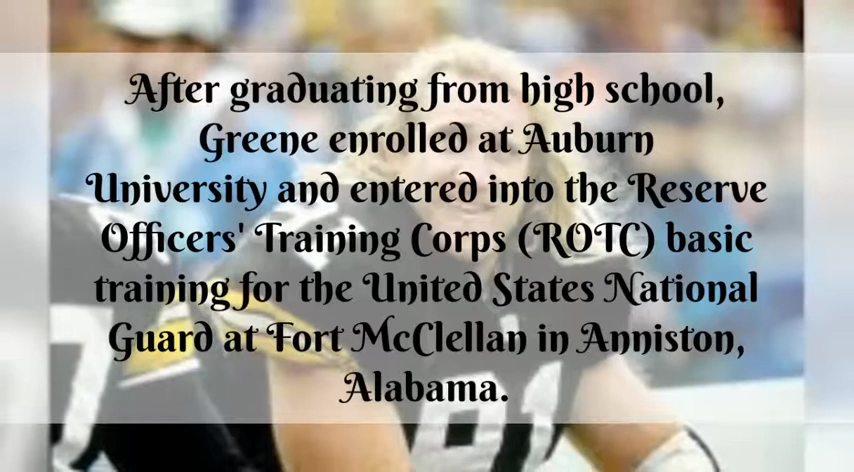 After graduating from high school,
Greene enrolled at Auburn
University and entered into the Reserve
Officers' Training Corps (ROTC) basic
training for the United States National
Guard at Fort McClellan in Anniston,
Alabama.
91